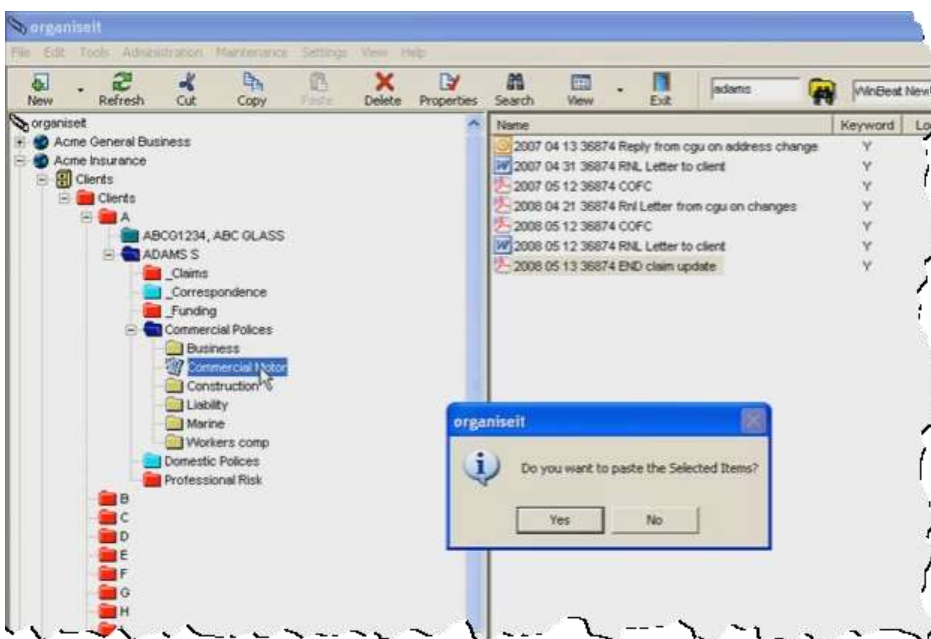 organiseit
File Edit Tools Administration Maintenance Settings View Help
New Refresh Cut Copy Paste Delete Properties Search View Exit adams WinBeat New
organiseit
Acme General Business
Acme Insurance
Clients
Clients
A
ABCG1234, ABC GLASS
ADAMS S
_Claims
_Correspondence
_Funding
Commercial Polices
Business
Commercial Motor
Construction
Liability
Marine
Workers comp
Domestic Polices
Professional Risk
B
C
D
E
F
G
H
Name Keyword Lo
2007 04 13 36874 Reply from cgu on address change Y
2007 04 31 36874 RNL Letter to client Y
2007 05 12 36874 COFC Y
2008 04 21 36874 Rnl Letter from cgu on changes Y
2008 05 12 36874 COFC Y
2008 05 12 36874 RNL Letter to client Y
2008 05 13 36874 END claim update Y
organiseit
Do you want to paste the Selected Items?
Yes No